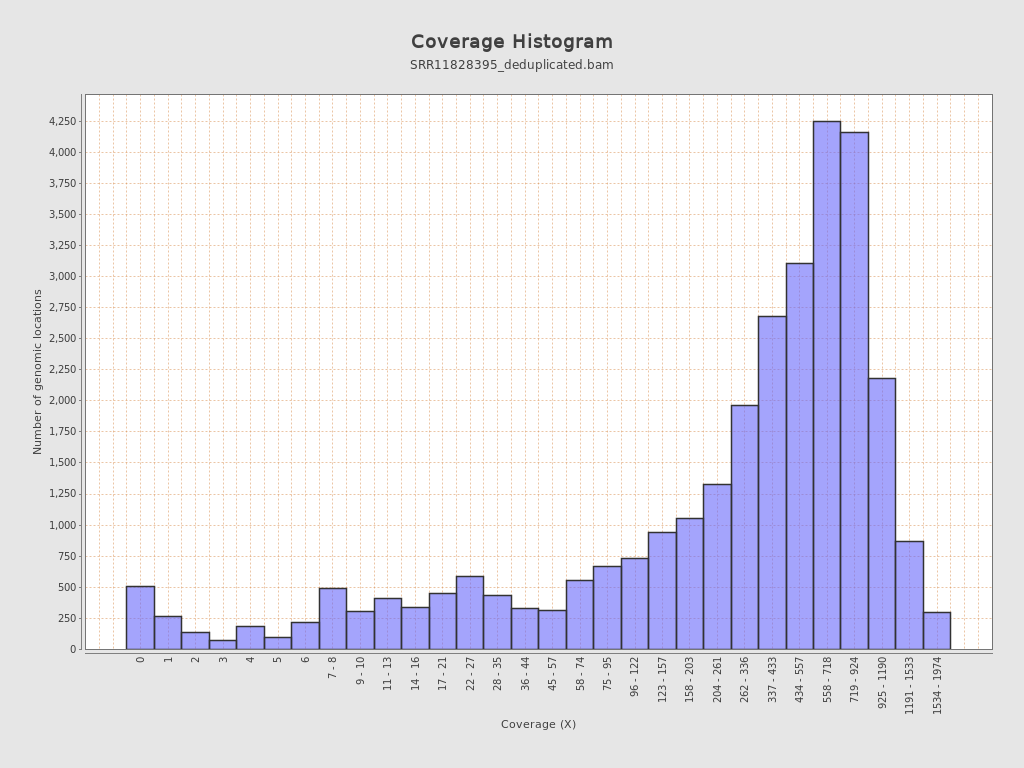 Coverage Histogram
SRR11828395_deduplicated.bam
Number of genomic locations
4,250
4,000
3,750
3,500
3,250
3,000
2,750
2,500
2,250
2,000
1,750
1,500
1,250
1,000
750
500
250
0
0
1
2
3
4
5
6
7 - 8
9 - 10
11 - 13
14 - 16
17 - 21
22 - 27
28 - 35
36 - 44
45 - 57
58 - 74
75 - 95
96 - 122
123 - 157
158 - 203
204 - 261
262 - 336
337 - 433
434 - 557
558 - 718
719 - 924
925 - 1190
1191 - 1533
1534 - 1974
Coverage (X)